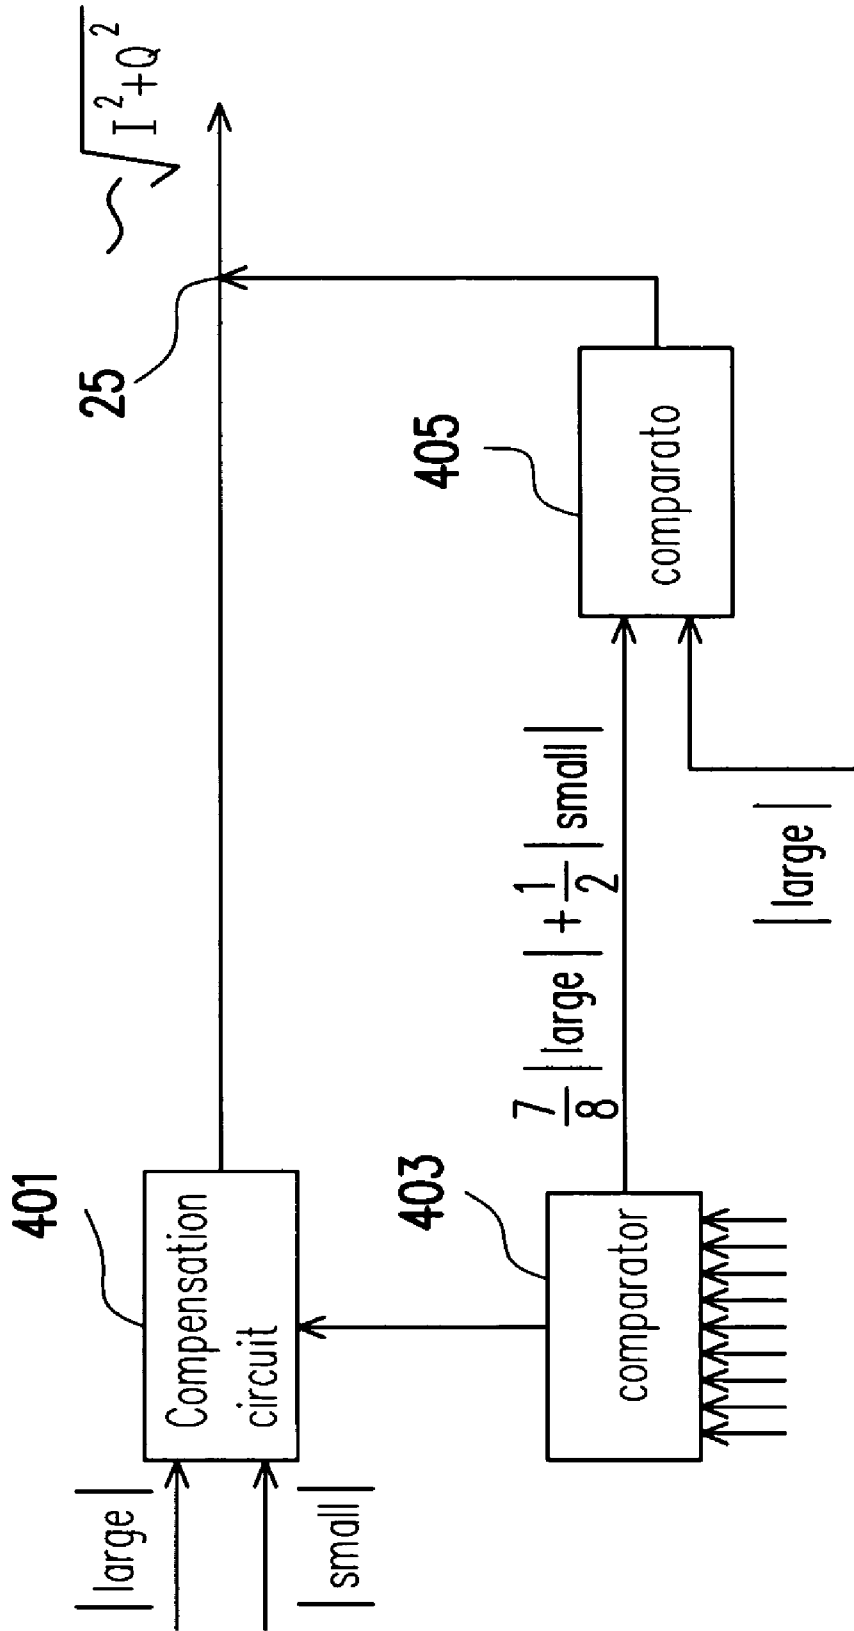 √I²+Q²
~
25
401
|large|
|small|
Compensation
circuit
403
comparator
7/8|large|+1/2|small|
405
comparato
|large|